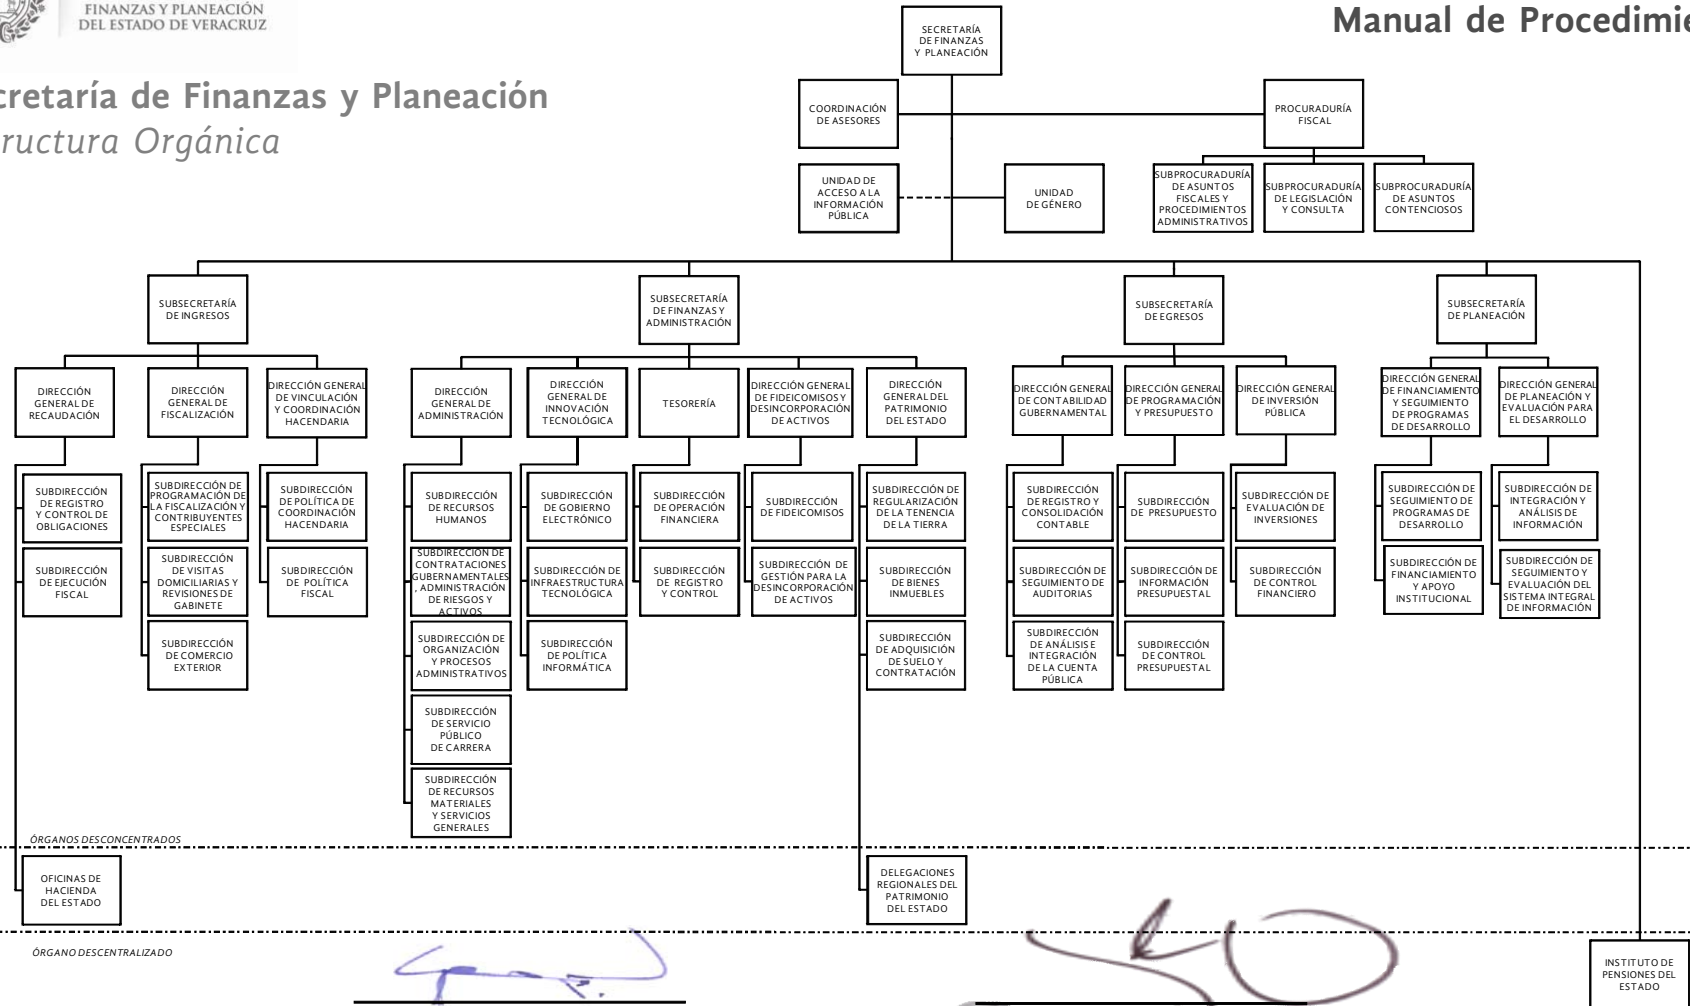 FINANZAS Y PLANEACIÓN
DEL ESTADO DE VERACRUZ
Manual de Procedimie
cretaría de Finanzas y Planeación
ructura Orgánica
SECRETARÍA
DE FINANZAS
Y PLANEACIÓN
COORDINACIÓN
DE ASESORES
PROCURADURÍA
FISCAL
UNIDAD DE
ACCESO A LA
INFORMACIÓN
PÚBLICA
UNIDAD
DE GÉNERO
SUBPROCURADURÍA
DE ASUNTOS
FISCALES Y
PROCEDIMIENTOS
ADMINISTRATIVOS
SUBPROCURADURÍA
DE LEGISLACIÓN
Y CONSULTA
SUBPROCURADURÍA
DE ASUNTOS
CONTENCIOSOS
SUBSECRETARÍA
DE INGRESOS
SUBSECRETARÍA
DE FINANZAS Y
ADMINISTRACIÓN
SUBSECRETARÍA
DE EGRESOS
SUBSECRETARÍA
DE PLANEACIÓN
DIRECCIÓN
GENERAL DE
RECAUDACIÓN
DIRECCIÓN
GENERAL DE
FISCALIZACIÓN
DIRECCIÓN GENERAL
DE VINCULACIÓN
Y COORDINACIÓN
HACENDARIA
DIRECCIÓN
GENERAL DE
ADMINISTRACIÓN
DIRECCIÓN
GENERAL DE
INNOVACIÓN
TECNOLÓGICA
TESORERÍA
DIRECCIÓN GENERAL
DE FIDEICOMISOS Y
DESINCORPORACIÓN
DE ACTIVOS
DIRECCIÓN
GENERAL DEL
PATRIMONIO
DEL ESTADO
DIRECCIÓN GENERAL
DE CONTABILIDAD
GUBERNAMENTAL
DIRECCIÓN GENERAL
DE PROGRAMACIÓN
Y PRESUPUESTO
DIRECCIÓN GENERAL
DE INVERSIÓN
PÚBLICA
DIRECCIÓN GENERAL
DE FINANCIAMIENTO
Y SEGUIMIENTO
DE PROGRAMAS
DE DESARROLLO
DIRECCIÓN GENERAL
DE PLANEACIÓN Y
EVALUACIÓN PARA
EL DESARROLLO
SUBDIRECCIÓN
DE REGISTRO
Y CONTROL DE
OBLIGACIONES
SUBDIRECCIÓN DE
PROGRAMACIÓN DE
LA FISCALIZACIÓN Y
CONTRIBUYENTES
ESPECIALES
SUBDIRECCIÓN
DE POLÍTICA DE
COORDINACIÓN
HACENDARIA
SUBDIRECCIÓN
DE RECURSOS
HUMANOS
SUBDIRECCIÓN
DE GOBIERNO
ELECTRÓNICO
SUBDIRECCIÓN
DE OPERACIÓN
FINANCIERA
SUBDIRECCIÓN
DE FIDEICOMISOS
SUBDIRECCIÓN DE
REGULARIZACIÓN
DE LA TENENCIA
DE LA TIERRA
SUBDIRECCIÓN
DE REGISTRO Y
CONSOLIDACIÓN
CONTABLE
SUBDIRECCIÓN
DE PRESUPUESTO
SUBDIRECCIÓN DE
EVALUACIÓN DE
INVERSIONES
SUBDIRECCIÓN DE
SEGUIMIENTO DE
PROGRAMAS DE
DESARROLLO
SUBDIRECCIÓN DE
INTEGRACIÓN Y
ANÁLISIS DE
INFORMACIÓN
SUBDIRECCIÓN
DE EJECUCIÓN
FISCAL
SUBDIRECCIÓN
DE VISITAS
DOMICILIARIAS Y
REVISIONES DE
GABINETE
SUBDIRECCIÓN
DE POLÍTICA
FISCAL
SUBDIRECCIÓN DE
CONTRATACIONES
GUBERNAMENTALES
, ADMINISTRACIÓN
DE RIESGOS Y
ACTIVOS
SUBDIRECCIÓN DE
INFRAESTRUCTURA
TECNOLÓGICA
SUBDIRECCIÓN
DE REGISTRO
Y CONTROL
SUBDIRECCIÓN DE
GESTIÓN PARA LA
DESINCORPORACIÓN
DE ACTIVOS
SUBDIRECCIÓN
DE BIENES
INMUEBLES
SUBDIRECCIÓN DE
SEGUIMIENTO DE
AUDITORIAS
SUBDIRECCIÓN DE
INFORMACIÓN
PRESUPUESTAL
SUBDIRECCIÓN
DE CONTROL
FINANCIERO
SUBDIRECCIÓN DE
FINANCIAMIENTO
Y APOYO
INSTITUCIONAL
SUBDIRECCIÓN DE
SEGUIMIENTO Y
EVALUACIÓN DEL
SISTEMA INTEGRAL
DE INFORMACIÓN
SUBDIRECCIÓN
DE COMERCIO
EXTERIOR
SUBDIRECCIÓN DE
ORGANIZACIÓN
Y PROCESOS
ADMINISTRATIVOS
SUBDIRECCIÓN
DE POLÍTICA
INFORMÁTICA
SUBDIRECCIÓN
DE ADQUISICIÓN
DE SUELO Y
CONTRATACIÓN
SUBDIRECCIÓN
DE ANÁLISIS E
INTEGRACIÓN
DE LA CUENTA
PÚBLICA
SUBDIRECCIÓN
DE CONTROL
PRESUPUESTAL
SUBDIRECCIÓN
DE SERVICIO
PÚBLICO
DE CARRERA
SUBDIRECCIÓN
DE RECURSOS
MATERIALES
Y SERVICIOS
GENERALES
ÓRGANOS DESCONCENTRADOS
OFICINAS DE
HACIENDA
DEL ESTADO
DELEGACIONES
REGIONALES DEL
PATRIMONIO
DEL ESTADO
ÓRGANO DESCENTRALIZADO
INSTITUTO DE
PENSIONES DEL
ESTADO